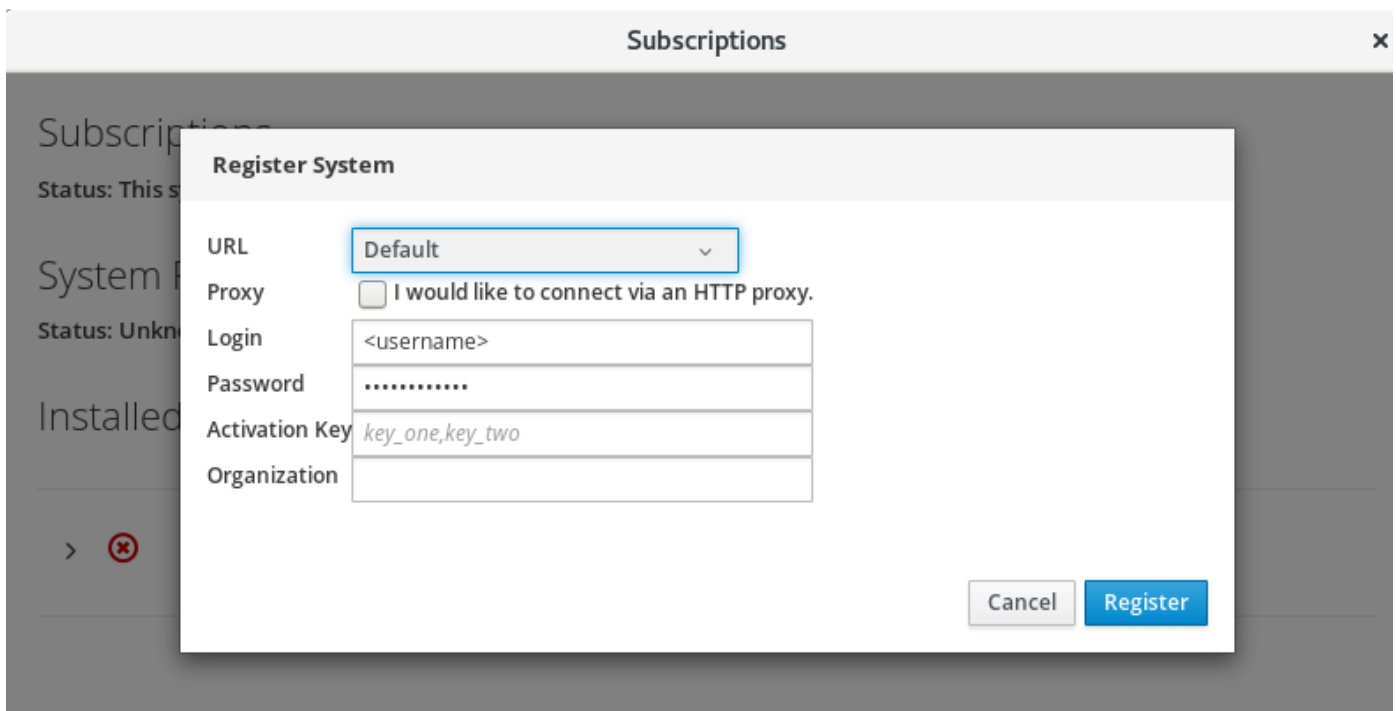 Subscriptions
Subscriptions
Status: This s
System
Status: Unkn
Installed
Register System
URL
Default
Proxy
I would like to connect via an HTTP proxy.
Login
<username>
Password
••••••••••••
Activation Key
key_one,key_two
Organization
Cancel
Register